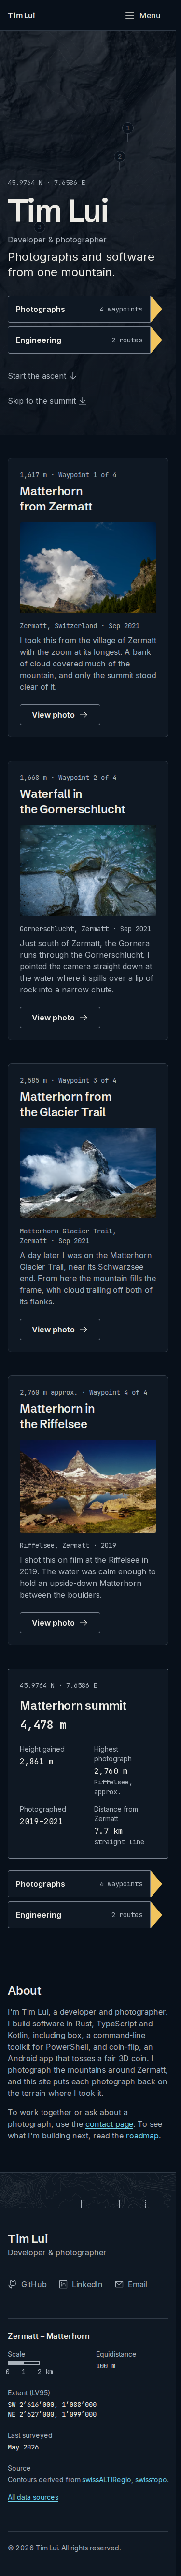 Tim Lui
Menu
1
2
3
45.9764 N · 7.6586 E
Tim Lui
Developer & photographer
Photographs and software
from one mountain.
Photographs 4 waypoints
Engineering 2 routes
Start the ascent
Skip to the summit
1,617 m · Waypoint 1 of 4
Matterhorn
from Zermatt
Zermatt, Switzerland · Sep 2021
I took this from the village of Zermatt
with the zoom at its longest. A bank
of cloud covered much of the
mountain, and only the summit stood
clear of it.
View photo
1,668 m · Waypoint 2 of 4
Waterfall in
the Gornerschlucht
Gornerschlucht, Zermatt · Sep 2021
Just south of Zermatt, the Gornera
runs through the Gornerschlucht. I
pointed the camera straight down at
the water where it spills over a lip of
rock into a narrow chute.
View photo
2,585 m · Waypoint 3 of 4
Matterhorn from
the Glacier Trail
Matterhorn Glacier Trail,
Zermatt · Sep 2021
A day later I was on the Matterhorn
Glacier Trail, near its Schwarzsee
end. From here the mountain fills the
frame, with cloud trailing off both of
its flanks.
View photo
2,760 m approx. · Waypoint 4 of 4
Matterhorn in
the Riffelsee
Riffelsee, Zermatt · 2019
I shot this on film at the Riffelsee in
2019. The water was calm enough to
hold an upside-down Matterhorn
between the boulders.
View photo
45.9764 N · 7.6586 E
Matterhorn summit
4,478 m
Height gained
2,861 m
Highest
photograph
2,760 m
Riffelsee,
approx.
Photographed
2019–2021
Distance from
Zermatt
7.7 km
straight line
Photographs 4 waypoints
Engineering 2 routes
About
I'm Tim Lui, a developer and photographer.
I build software in Rust, TypeScript and
Kotlin, including box, a command-line
toolkit for PowerShell, and coin-flip, an
Android app that tosses a fair 3D coin. I
photograph the mountains around Zermatt,
and this site puts each photograph back on
the terrain where I took it.
To work together or ask about a
photograph, use the contact page. To see
what I'm building next, read the roadmap.
Tim Lui
Developer & photographer
GitHub
LinkedIn
Email
Zermatt – Matterhorn
Scale
0 1 2 km
Equidistance
100 m
Extent (LV95)
SW 2’616’000, 1’088’000
NE 2’627’000, 1’099’000
Last surveyed
May 2026
Source
Contours derived from swissALTIRegio, swisstopo.
All data sources
© 2026 Tim Lui. All rights reserved.